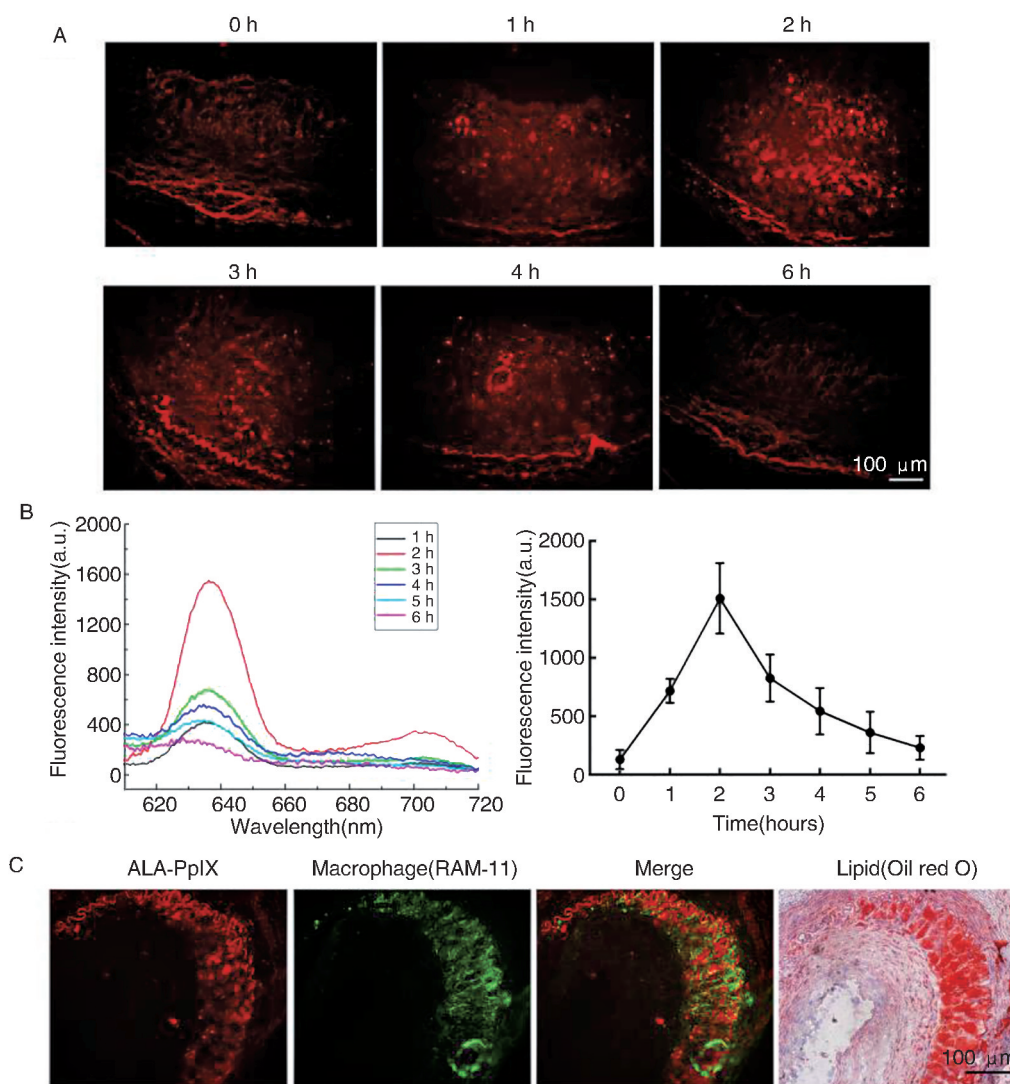 A
0 h 1 h 2 h
3 h 4 h 6 h
100 μm
B
Fluorescence intensity(a.u.)
2000
1600
1200
800
400
0
620 640 660 680 700 720
Wavelength(nm)
1 h
2 h
3 h
4 h
5 h
6 h
Fluorescence intensity(a.u.)
2000
1500
1000
500
0
0 1 2 3 4 5 6
Time(hours)
C
ALA-PpIX Macrophage(RAM-11) Merge Lipid(Oil red O)
100 μm